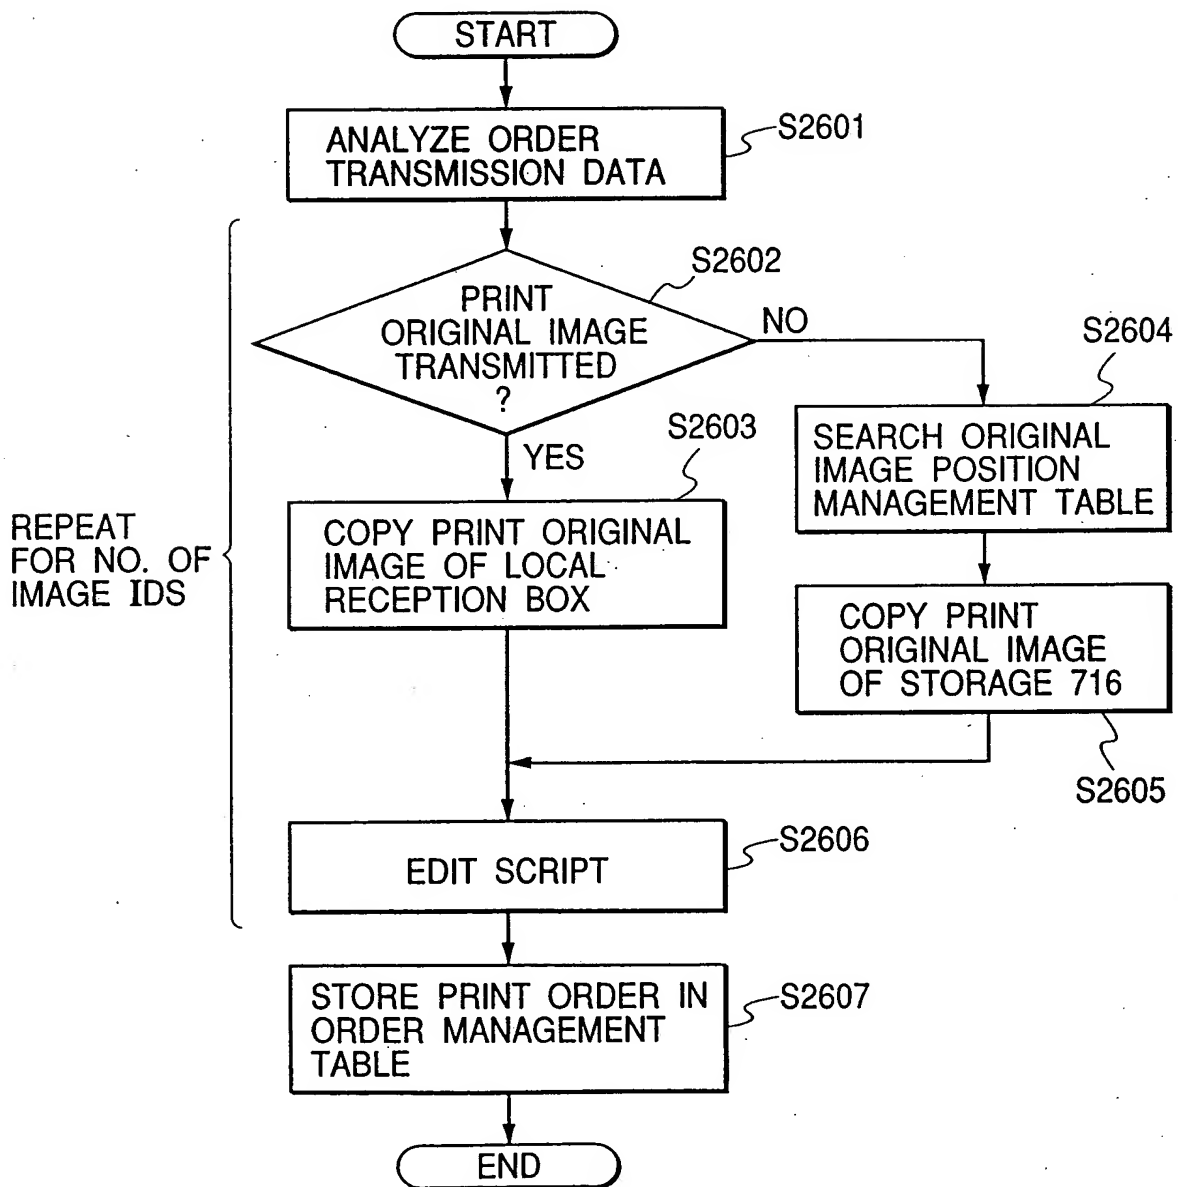 START
ANALYZE ORDER
TRANSMISSION DATA
S2601
PRINT
ORIGINAL IMAGE
TRANSMITTED
?
S2602
NO
YES
S2603
COPY PRINT ORIGINAL
IMAGE OF LOCAL
RECEPTION BOX
S2604
SEARCH ORIGINAL
IMAGE POSITION
MANAGEMENT TABLE
COPY PRINT
ORIGINAL IMAGE
OF STORAGE 716
S2605
REPEAT
FOR NO. OF
IMAGE IDS
EDIT SCRIPT
S2606
STORE PRINT ORDER IN
ORDER MANAGEMENT
TABLE
S2607
END